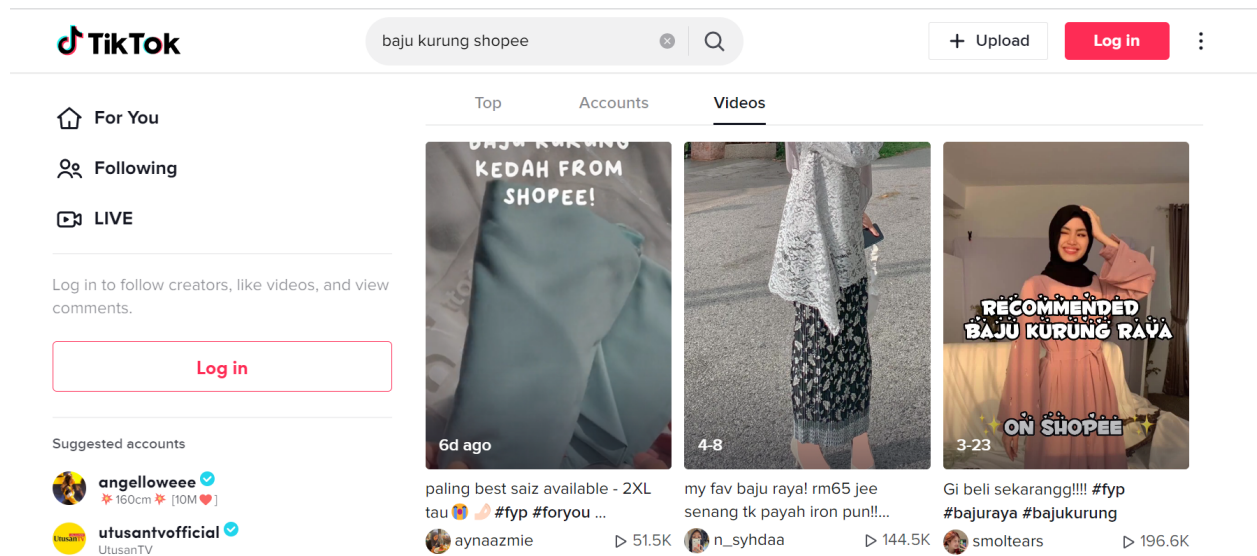 TikTok
baju kurung shopee
Upload
Log in
For You
Following
LIVE
Log in to follow creators, like videos, and view
comments.
Log in
Suggested accounts
angelloweee
💥160cm💥 [10M❤️]
utusantvofficial
UtusanTV
Top
Accounts
Videos
BAJU KURUNG
KEDAH FROM
SHOPEE!
6d ago
paling best saiz available - 2XL
tau😭🤌🏻 #fyp #foryou ...
aynaazmie
51.5K
4-8
my fav baju raya! rm65 jee
senang tk payah iron pun!!...
n_syhdaa
144.5K
RECOMMENDED
BAJU KURUNG RAYA
✨ON SHOPEE✨
3-23
Gi beli sekarangg!!!! #fyp
#bajuraya #bajukurung
smoltears
196.6K